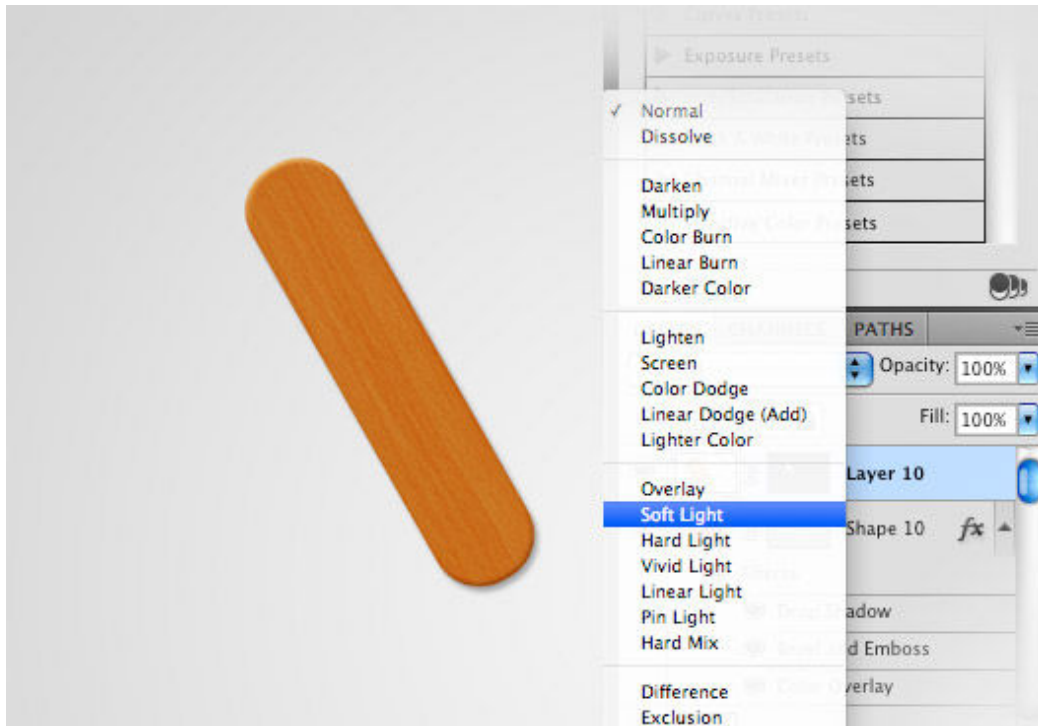 Exposure Presets
sets
Normal
Dissolve
ets
Darken
sets
Multiply
sets
Color Burn
Linear Burn
Darker Color
PATHS
Lighten
Screen
Opacity: 100%
Color Dodge
Linear Dodge (Add)
Fill: 100%
Lighter Color
Layer 10
Overlay
Soft Light
Shape 10 fx
Hard Light
Vivid Light
Linear Light
Pin Light
adow
Hard Mix
d Emboss
Difference
verlay
Exclusion